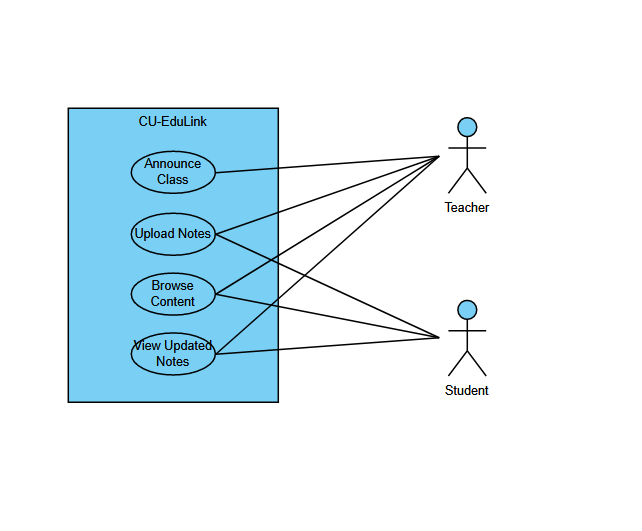 CU-EduLink
Announce
Class
Upload Notes
Browse
Content
View Updated
Notes
Teacher
Student